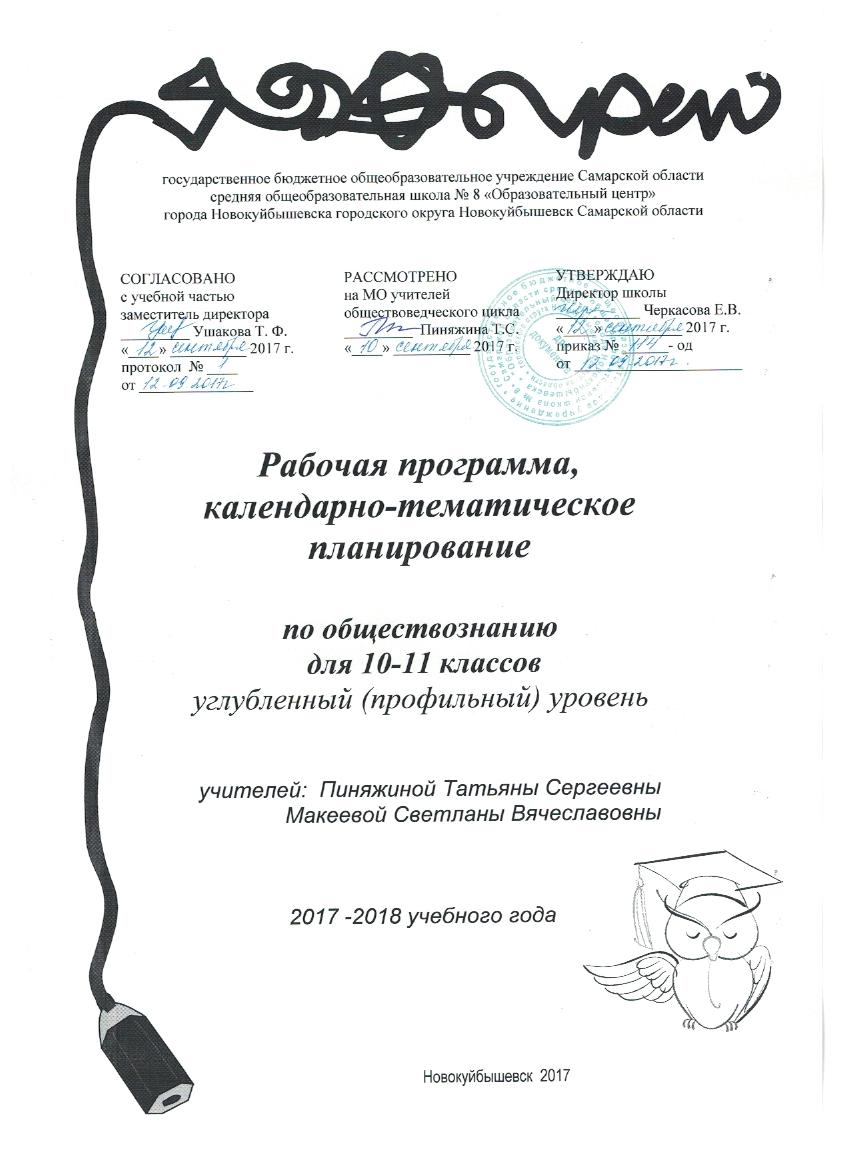 государственное бюджетное общеобразовательное учреждение Самарской области
средняя общеобразовательная школа № 8 «Образовательный центр»
города Новокуйбышевска городского округа Новокуйбышевск Самарской области
СОГЛАСОВАНО
с учебной частью
заместитель директора
Ушакова Т. Ф.
« 12 » сентября 2017 г.
протокол № 1
от 12.09.2017г
РАССМОТРЕНО
на МО учителей
обществоведческого цикла
Пиняжина Т.С.
« 10 » сентября 2017 г.
УТВЕРЖДАЮ
Директор школы
Черкасова Е.В.
« 12 » сентября 2017 г.
приказ № - од
от 12.09.2017г.
Рабочая программа,
календарно-тематическое
планирование
по обществознанию
для 10-11 классов
углубленный (профильный) уровень
учителей: Пиняжиной Татьяны Сергеевны
Макеевой Светланы Вячеславовны
2017 -2018 учебного года
Новокуйбышевск 2017